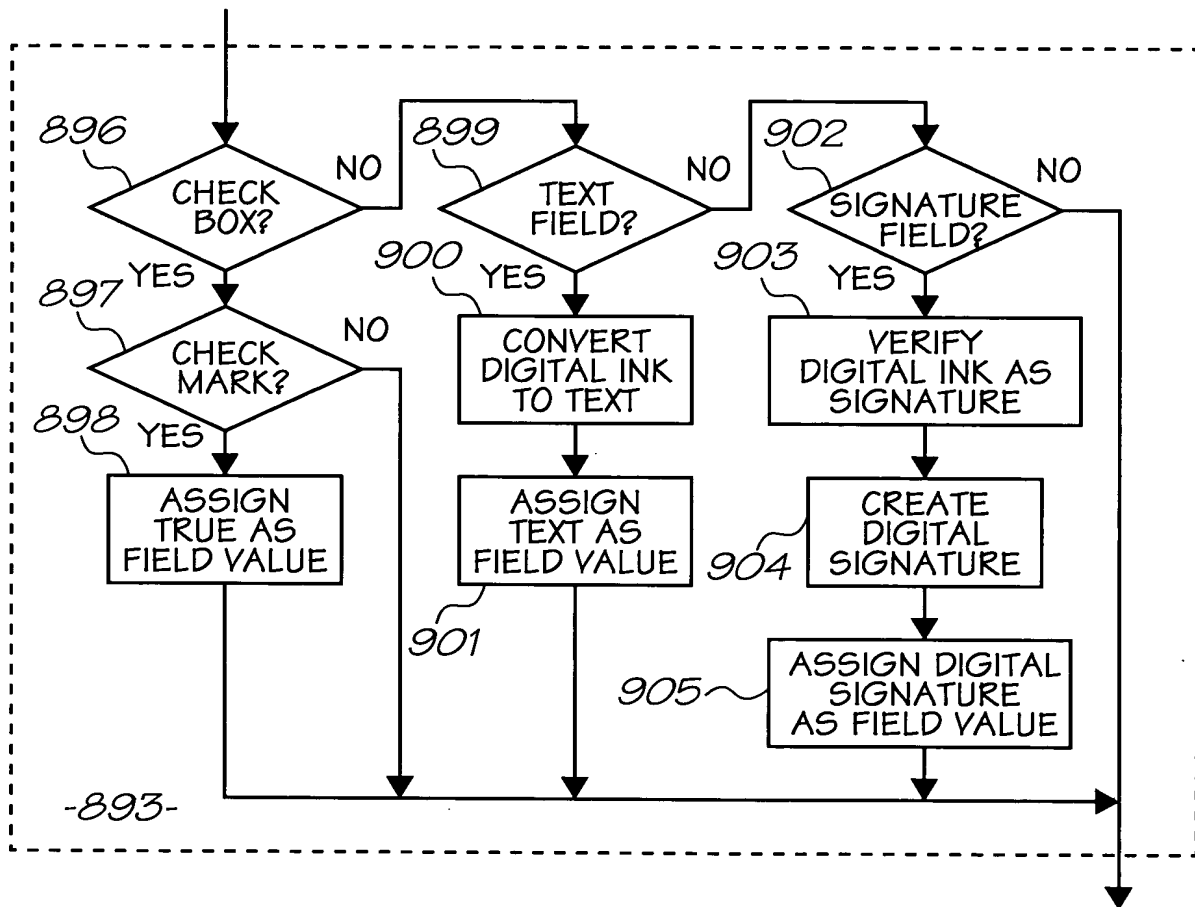 896
CHECK
BOX?
NO
YES
897
CHECK
MARK?
NO
YES
898
ASSIGN
TRUE AS
FIELD VALUE
899
TEXT
FIELD?
NO
YES
900
CONVERT
DIGITAL INK
TO TEXT
ASSIGN
TEXT AS
FIELD VALUE
901
902
SIGNATURE
FIELD?
NO
YES
903
VERIFY
DIGITAL INK AS
SIGNATURE
CREATE
DIGITAL
SIGNATURE
904
ASSIGN DIGITAL
SIGNATURE
AS FIELD VALUE
905
-893-